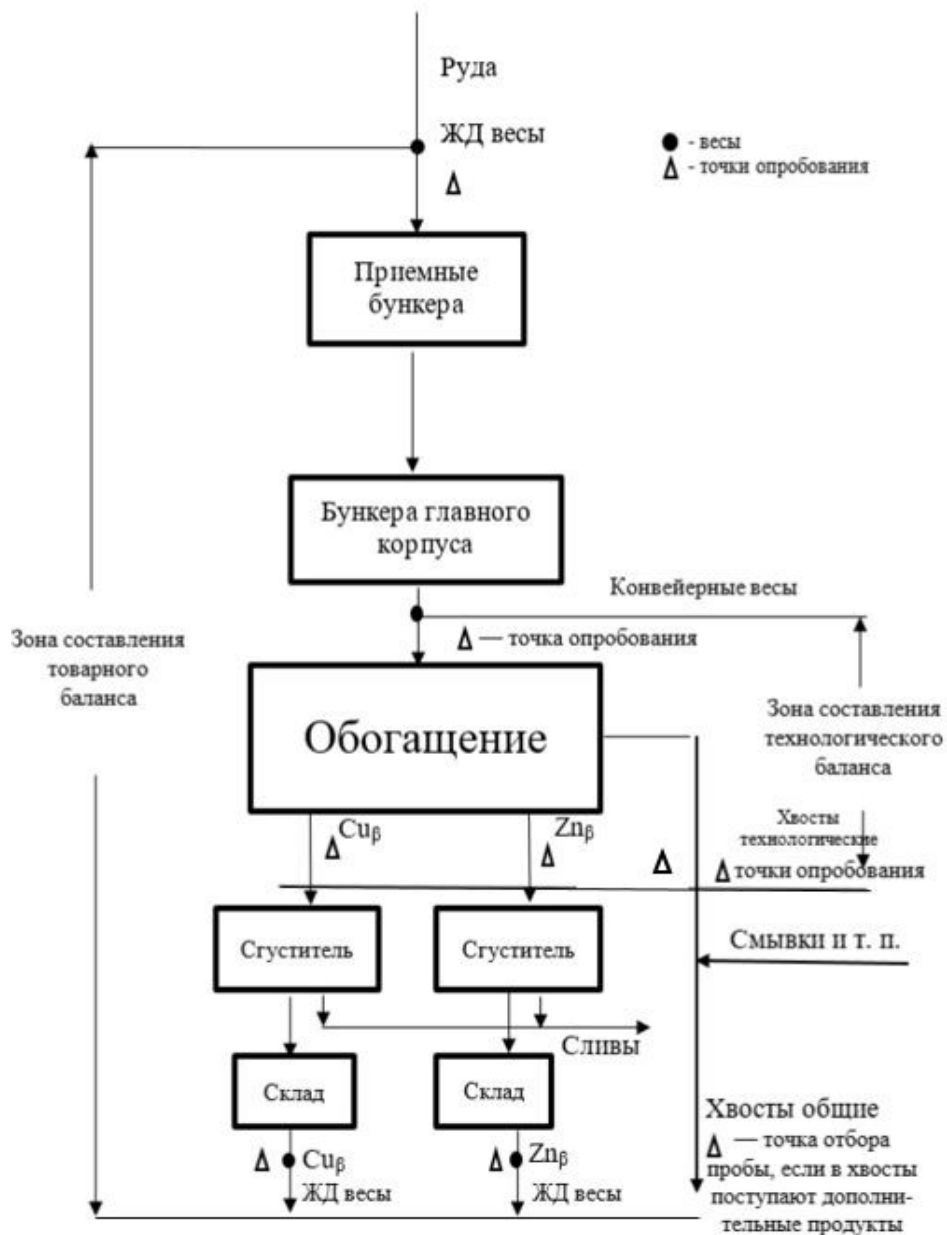 Руда
ЖД весы
- весы
- точки опробования
Приемные
бункера
Бункера главного
корпуса
Конвейерные весы
— точка опробования
Зона составления
товарного
баланса
Обогащение
Зона составления
технологического
баланса
Cuβ
Znβ
Хвосты
технологические
точки опробования
Сгуститель
Сгуститель
Смывки и т. п.
Сливы
Склад
Склад
Хвосты общие
— точка отбора
пробы, если в хвосты
поступают дополни-
тельные продукты
Cuβ
ЖД весы
Znβ
ЖД весы